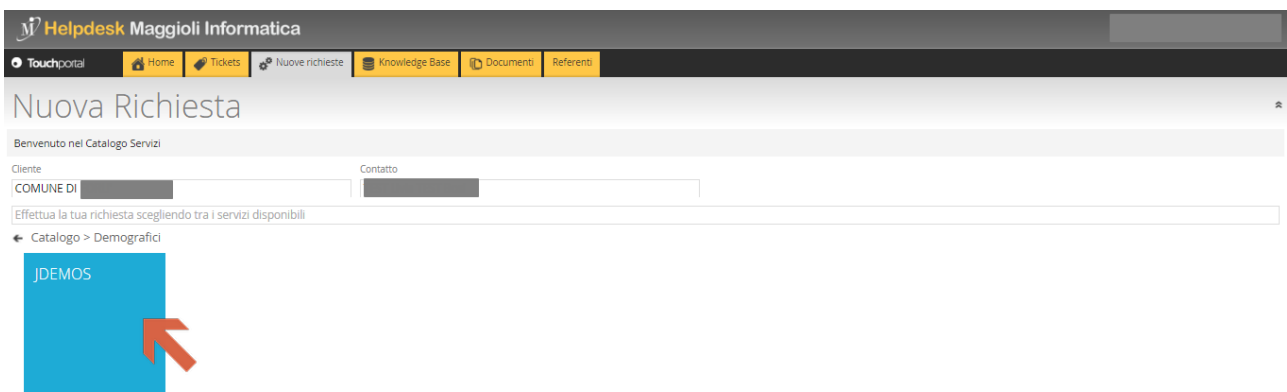 Helpdesk Maggioli Informatica
Touchportal Home Tickets Nuove richieste Knowledge Base Documenti Referenti
Nuova Richiesta
Benvenuto nel Catalogo Servizi
Cliente Contatto
COMUNE DI
Effettua la tua richiesta scegliendo tra i servizi disponibili
Catalogo > Demografici
JDEMOS